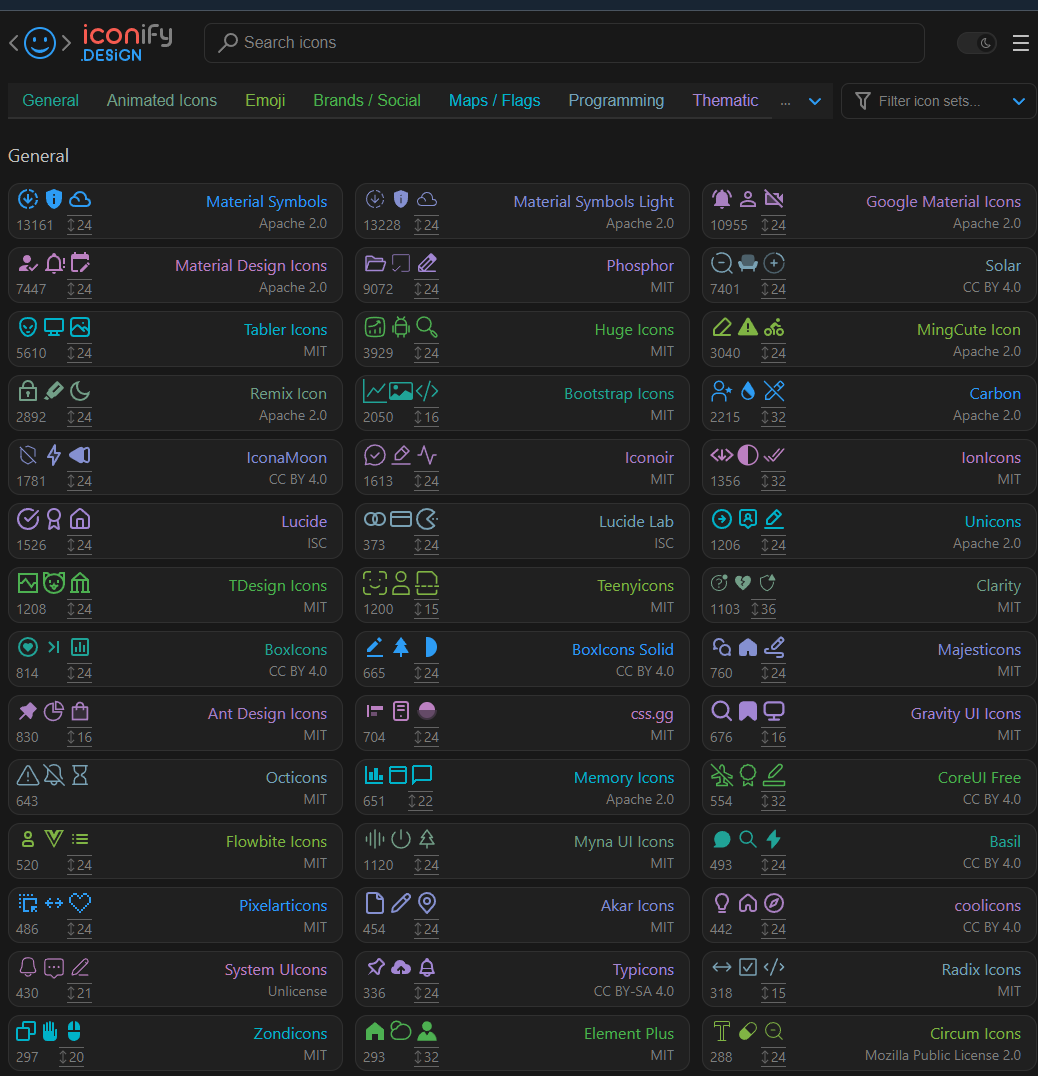 iconify
.DESIGN
Search icons
General Animated Icons Emoji Brands / Social Maps / Flags Programming Thematic ... Filter icon sets...
General
Material Symbols
13161 24 Apache 2.0
Material Symbols Light
13228 24 Apache 2.0
Google Material Icons
10955 24 Apache 2.0
Material Design Icons
7447 24 Apache 2.0
Phosphor
9072 24 MIT
Solar
7401 24 CC BY 4.0
Tabler Icons
5610 24 MIT
Huge Icons
3929 24 MIT
MingCute Icon
3040 24 Apache 2.0
Remix Icon
2892 24 Apache 2.0
Bootstrap Icons
2050 16 MIT
Carbon
2215 32 Apache 2.0
IconaMoon
1781 24 CC BY 4.0
Iconoir
1613 24 MIT
IonIcons
1356 32 MIT
Lucide
1526 24 ISC
Lucide Lab
373 24 ISC
Unicons
1206 24 Apache 2.0
TDesign Icons
1208 24 MIT
Teenyicons
1200 15 MIT
Clarity
1103 36 MIT
BoxIcons
814 24 CC BY 4.0
BoxIcons Solid
665 24 CC BY 4.0
Majesticons
760 24 MIT
Ant Design Icons
830 16 MIT
css.gg
704 24 MIT
Gravity UI Icons
676 16 MIT
Octicons
643 MIT
Memory Icons
651 22 Apache 2.0
CoreUI Free
554 32 CC BY 4.0
Flowbite Icons
520 24 MIT
Myna UI Icons
1120 24 MIT
Basil
493 24 CC BY 4.0
Pixelarticons
486 24 MIT
Akar Icons
454 24 MIT
coolicons
442 24 CC BY 4.0
System UIcons
430 21 Unlicense
Typicons
336 24 CC BY-SA 4.0
Radix Icons
318 15 MIT
Zondicons
297 20 MIT
Element Plus
293 32 MIT
Circum Icons
288 24 Mozilla Public License 2.0